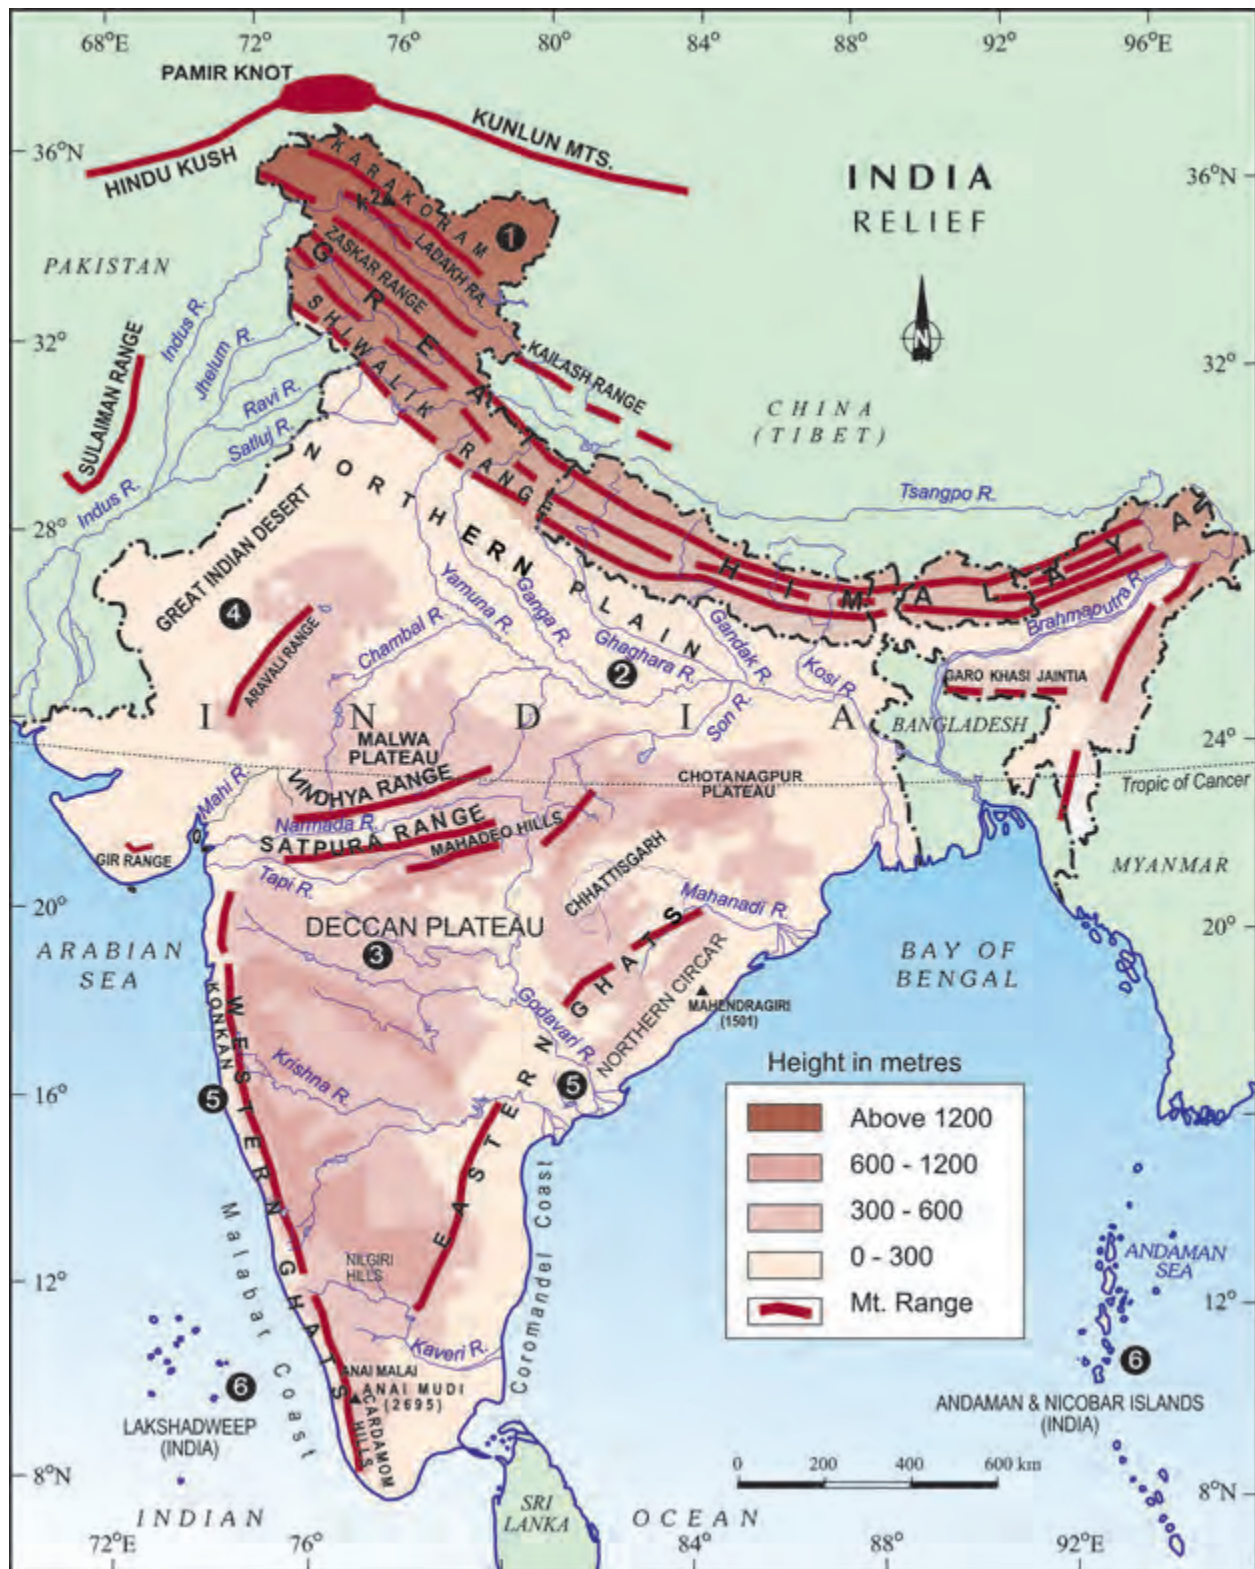 68°E 72° 76° 80° 84° 88° 92° 96°E
PAMIR KNOT
HINDU KUSH
KUNLUN MTS.
36°N
36°N
INDIA
RELIEF
N
KARAKORAM
K2
1
LADAKH RA.
ZASKAR RANGE
GREAT HIMALAYA
SHIWALIK RANGE
PAKISTAN
Indus R.
Jhelum R.
Ravi R.
Satluj R.
Indus R.
SULAIMAN RANGE
32°
32°
KAILASH RANGE
CHINA
(TIBET)
Tsangpo R.
28°
28°
NORTHERN PLAIN
GREAT INDIAN DESERT
4
ARAVALI RANGE
Chambal R.
Yamuna R.
Ganga R.
Ghaghara R.
2
Gandak R.
Kosi R.
Son R.
Brahmaputra R.
GARO KHASI JAINTIA
BANGLADESH
INDIA
24°
Tropic of Cancer
MALWA
PLATEAU
VINDHYA RANGE
CHOTANAGPUR
PLATEAU
Mahi R.
Narmada R.
SATPURA RANGE
MAHADEO HILLS
GIR RANGE
Tapi R.
MYANMAR
CHHATTISGARH
Mahanadi R.
20°
20°
DECCAN PLATEAU
3
ARABIAN
SEA
BAY OF
BENGAL
EASTERN GHATS
NORTHERN CIRCAR
MAHENDRAGIRI
(1501)
Godavari R.
KONKAN
WESTERN GHATS
Krishna R.
16°
5
5
Height in metres
Above 1200
600 - 1200
300 - 600
0 - 300
Mt. Range
Malabar Coast
Coromandel Coast
NILGIRI
HILLS
12°
12°
ANDAMAN
SEA
Kaveri R.
ANAI MALAI
ANAI MUDI
(2695)
CARDAMOM
HILLS
6
LAKSHADWEEP
(INDIA)
6
ANDAMAN & NICOBAR ISLANDS
(INDIA)
0 200 400 600 km
8°N
8°N
SRI
LANKA
INDIAN OCEAN
72°E 76° 84° 88° 92°E